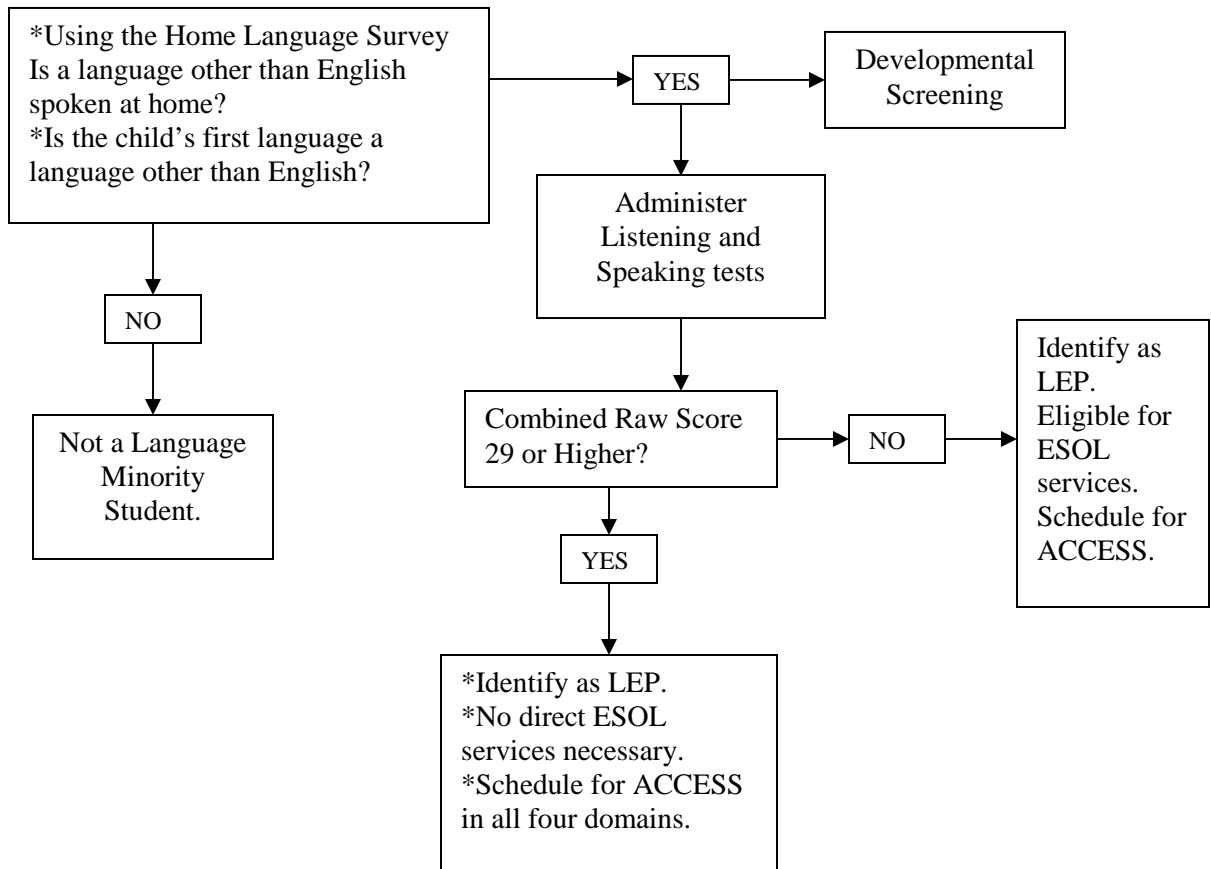 *Using the Home Language Survey
Is a language other than English
spoken at home?
*Is the child’s first language a
language other than English?
YES
Developmental
Screening
Administer
Listening and
Speaking tests
NO
Not a Language
Minority
Student.
Combined Raw Score
29 or Higher?
NO
Identify as
LEP.
Eligible for
ESOL
services.
Schedule for
ACCESS.
YES
*Identify as LEP.
*No direct ESOL
services necessary.
*Schedule for ACCESS
in all four domains.